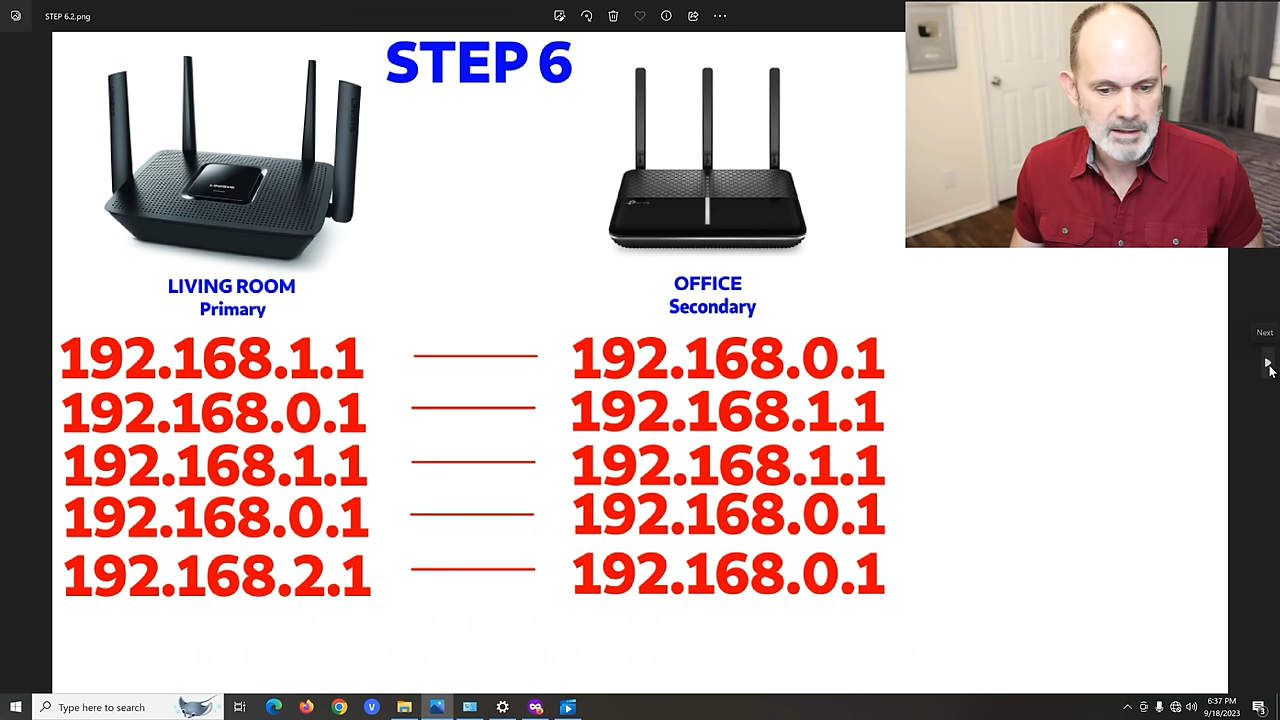 STEP 6.2.png
STEP 6
LINKSYS
LIVING ROOM
Primary
OFFICE
Secondary
192.168.1.1 192.168.0.1
192.168.0.1 192.168.1.1
192.168.1.1 192.168.1.1
192.168.0.1 192.168.0.1
192.168.2.1 192.168.0.1
Next
Type here to search
V
6:37 PM
9/18/2023